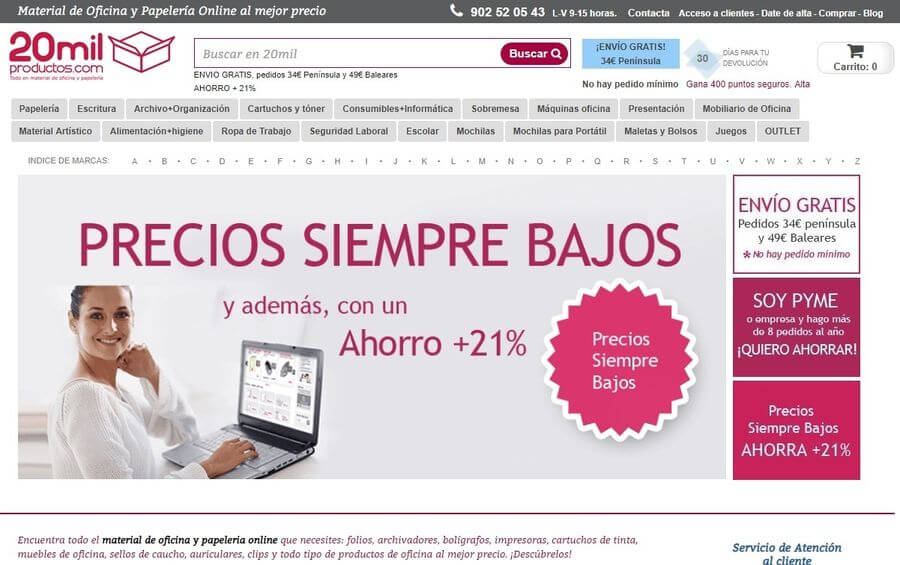 Material de Oficina y Papelería Online al mejor precio
902 52 05 43 L-V 9-15 horas. Contacta Acceso a clientes - Date de alta - Comprar - Blog
20mil
productos.com
Todo en material de oficina y papelería
Buscar en 20mil
Buscar
ENVIO GRATIS, pedidos 34€ Península y 49€ Baleares
AHORRO + 21%
¡ENVÍO GRATIS!
34€ Península
30
DÍAS PARA TU
DEVOLUCIÓN
No hay pedido mínimo Gana 400 puntos seguros. Alta
Carrito: 0
Papelería Escritura Archivo+Organización Cartuchos y tóner Consumibles+Informática Sobremesa Máquinas oficina Presentación Mobiliario de Oficina
Material Artístico Alimentación+higiene Ropa de Trabajo Seguridad Laboral Escolar Mochilas Mochilas para Portátil Maletas y Bolsos Juegos OUTLET
INDICE DE MARCAS: A • B • C • D • E • F • G • H • I • J • K • L • M • N • O • P • Q • R • S • T • U • V • W • X • Y • Z
PRECIOS SIEMPRE BAJOS
y además, con un
Ahorro +21%
Precios
Siempre
Bajos
ENVÍO GRATIS
Pedidos 34€ península
y 49€ Baleares
* No hay pedido mínimo
SOY PYME
o empresa y hago más
de 8 pedidos al año
¡QUIERO AHORRAR!
Precios
Siempre Bajos
AHORRA +21%
Encuentra todo el material de oficina y papeleria online que necesites: folios, archivadores, boligrafos, impresoras, cartuchos de tinta,
muebles de oficina, sellos de caucho, auriculares, clips y todo tipo de productos de oficina al mejor precio. ¡Descúbrelos!
Servicio de Atención
al cliente